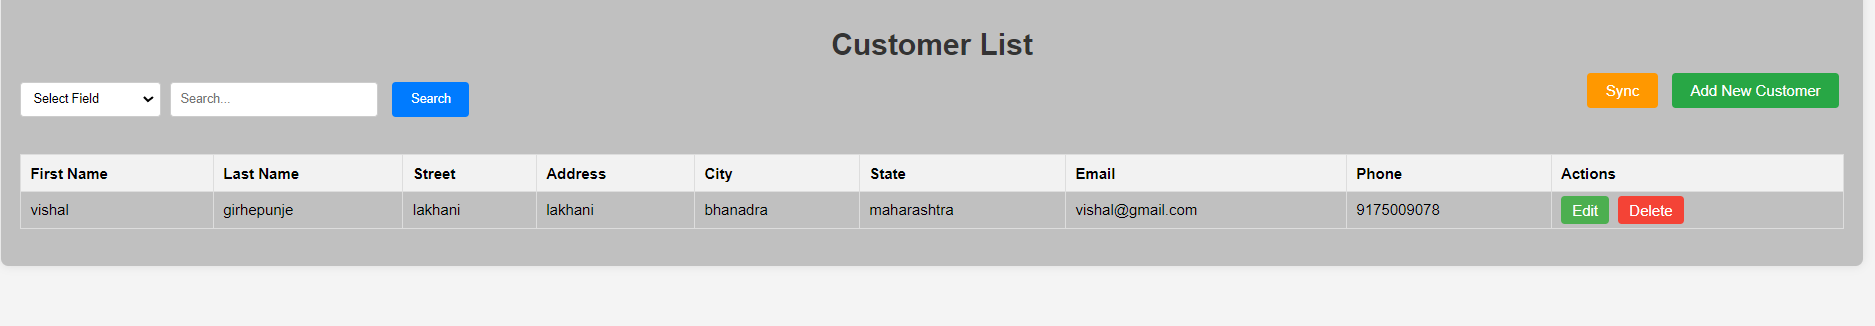 Customer List
Select Field Search... Search Sync Add New Customer
First Name Last Name Street Address City State Email Phone Actions
vishal girhepunje lakhani lakhani bhanadra maharashtra vishal@gmail.com 9175009078 Edit Delete